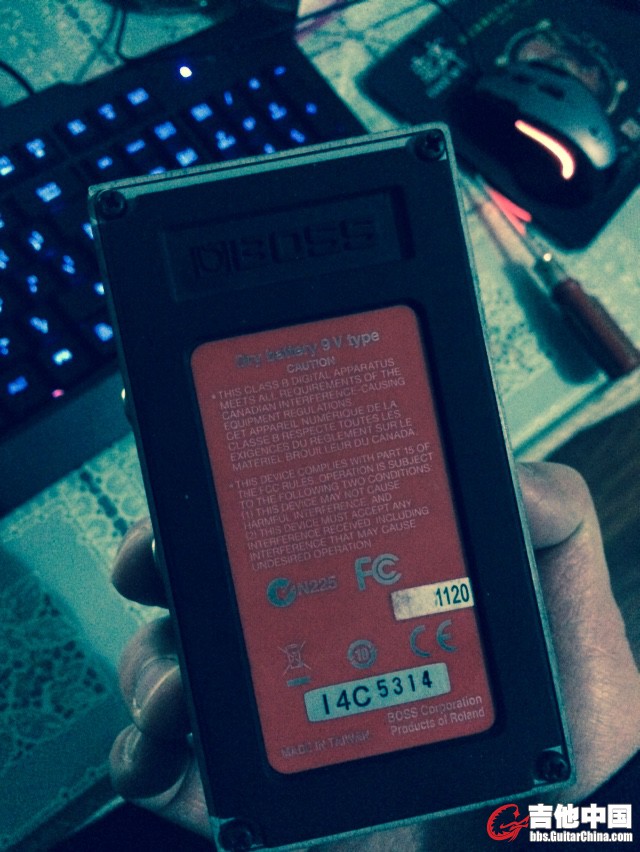 BOSS
Dry battery 9V type
CAUTION
• THIS CLASS B DIGITAL APPARATUS
MEETS ALL REQUIREMENTS OF THE
CANADIAN INTERFERENCE-CAUSING
EQUIPMENT REGULATIONS.
CET APPAREIL NUMÉRIQUE DE LA
CLASSE B RESPECTE TOUTES LES
EXIGENCES DU RÈGLEMENT SUR LE
MATÉRIEL BROUILLEUR DU CANADA.
• THIS DEVICE COMPLIES WITH PART 15 OF
THE FCC RULES. OPERATION IS SUBJECT
TO THE FOLLOWING TWO CONDITIONS:
(1) THIS DEVICE MAY NOT CAUSE
HARMFUL INTERFERENCE, AND
(2) THIS DEVICE MUST ACCEPT ANY
INTERFERENCE RECEIVED, INCLUDING
INTERFERENCE THAT MAY CAUSE
UNDESIRED OPERATION.
N225 FC
1120
10 CE
I4C5314
BOSS Corporation
Products of Roland
MADE IN TAIWAN
吉他中国
bbs.GuitarChina.com